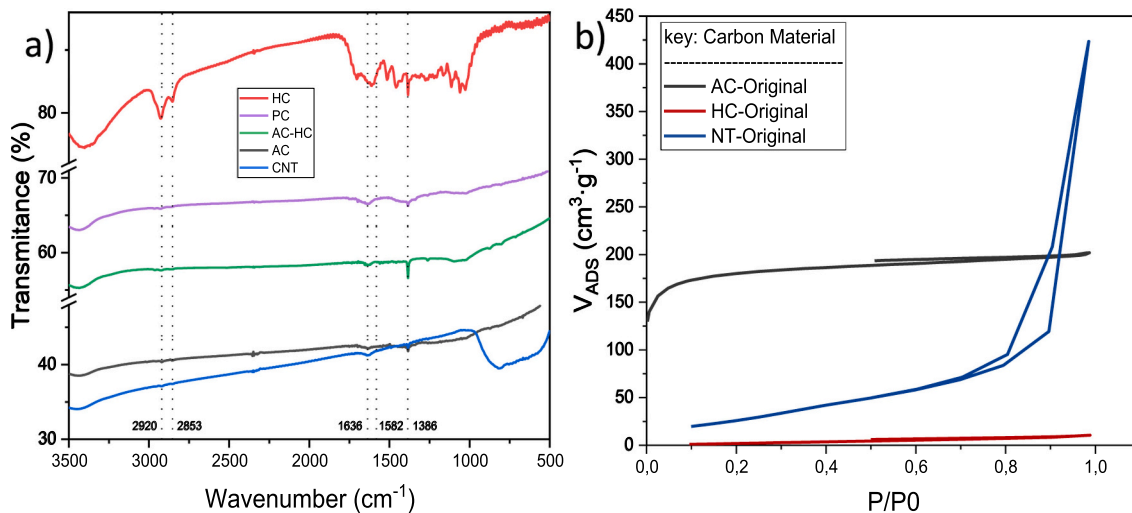 a)
Transmitance (%)
80
70
60
40
30
HC
PC
AC-HC
AC
CNT
2920
2853
1636
1582
1386
3500
3000
2500
2000
1500
1000
500
Wavenumber (cm⁻¹)
b)
V_ADS (cm³·g⁻¹)
450
400
350
300
250
200
150
100
50
0
key: Carbon Material
AC-Original
HC-Original
NT-Original
0,0
0,2
0,4
0,6
0,8
1,0
P/P0